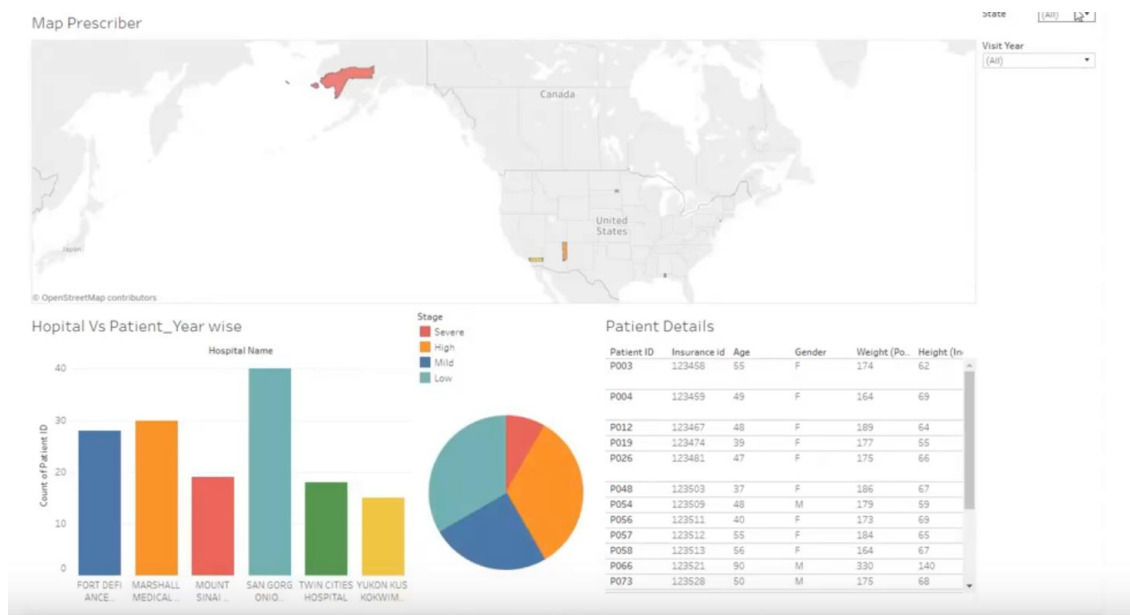 Map Prescriber
State
(All)
Visit Year
(All)
Canada
United
States
Japan
© OpenStreetMap contributors
Hopital Vs Patient_Year wise
Hospital Name
Count of Patient ID
40
30
20
10
0
FORT DEFI
ANCE..
MARSHALL
MEDICAL ..
MOUNT
SINAI ..
SAN GORG
ONIO..
TWIN CITIES
HOSPITAL
YUKON KUS
KOKWIM..
Stage
Severe
High
Mild
Low
Patient Details
Patient ID Insurance id Age Gender Weight (Po.. Height (In
P003 123458 55 F 174 62
P004 123459 49 F 164 69
P012 123467 48 F 189 64
P019 123474 39 F 177 55
P026 123481 47 F 175 66
P048 123503 37 F 186 67
P054 123509 48 M 179 59
P056 123511 40 F 173 69
P057 123512 55 F 184 65
P058 123513 56 F 164 67
P066 123521 90 M 330 140
P073 123528 50 M 175 68